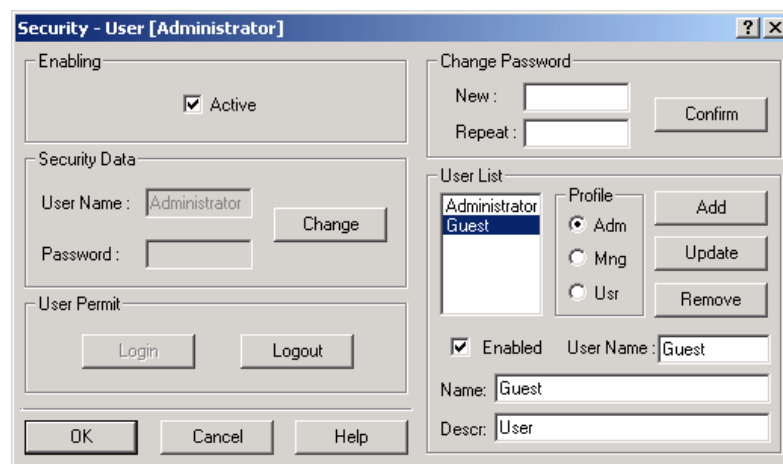 Security - User [Administrator]
Enabling
Active
Security Data
User Name :
Administrator
Change
Password :
User Permit
Login
Logout
OK
Cancel
Help
Change Password
New :
Repeat :
Confirm
User List
Administrator
Guest
Profile
Adm
Mng
Usr
Add
Update
Remove
Enabled
User Name : Guest
Name: Guest
Descr: User